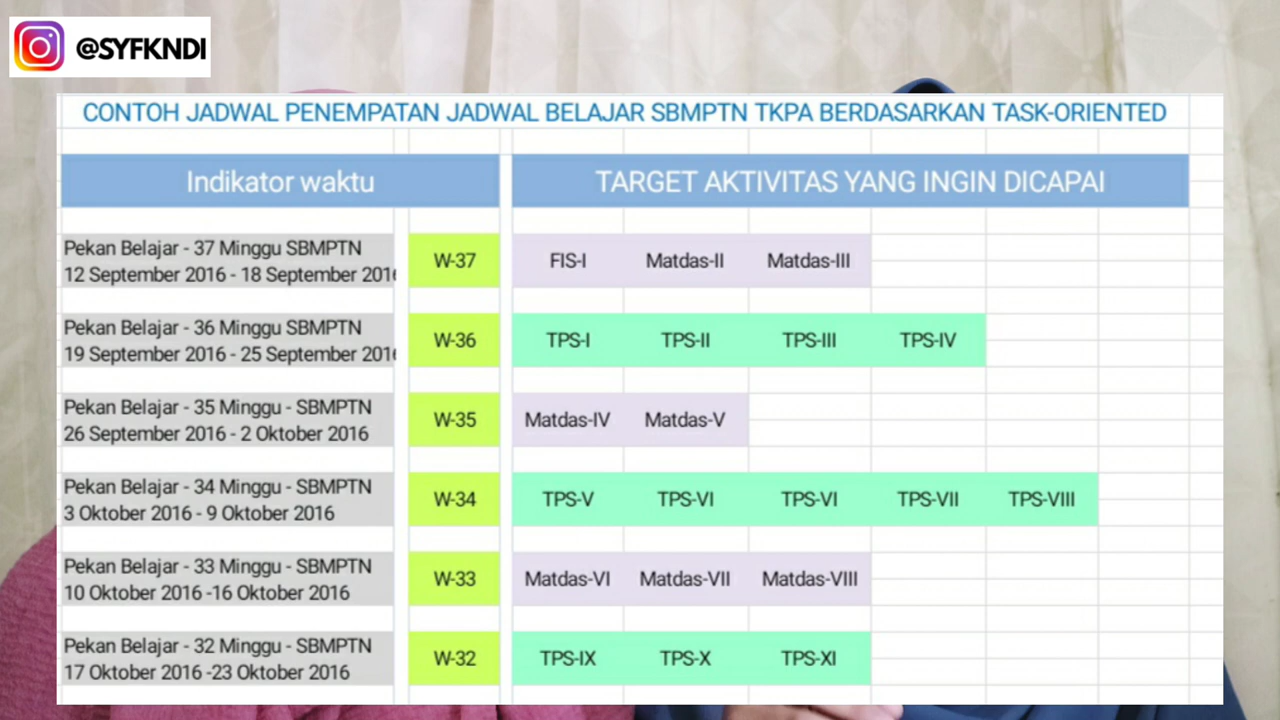 @SYFKNDI
CONTOH JADWAL PENEMPATAN JADWAL BELAJAR SBMPTN TKPA BERDASARKAN TASK-ORIENTED
Indikator waktu TARGET AKTIVITAS YANG INGIN DICAPAI
Pekan Belajar - 37 Minggu SBMPTN
12 September 2016 - 18 September 2016
W-37 FIS-I Matdas-II Matdas-III
Pekan Belajar - 36 Minggu SBMPTN
19 September 2016 - 25 September 2016
W-36 TPS-I TPS-II TPS-III TPS-IV
Pekan Belajar - 35 Minggu - SBMPTN
26 September 2016 - 2 Oktober 2016
W-35 Matdas-IV Matdas-V
Pekan Belajar - 34 Minggu - SBMPTN
3 Oktober 2016 - 9 Oktober 2016
W-34 TPS-V TPS-VI TPS-VI TPS-VII TPS-VIII
Pekan Belajar - 33 Minggu - SBMPTN
10 Oktober 2016 -16 Oktober 2016
W-33 Matdas-VI Matdas-VII Matdas-VIII
Pekan Belajar - 32 Minggu - SBMPTN
17 Oktober 2016 -23 Oktober 2016
W-32 TPS-IX TPS-X TPS-XI